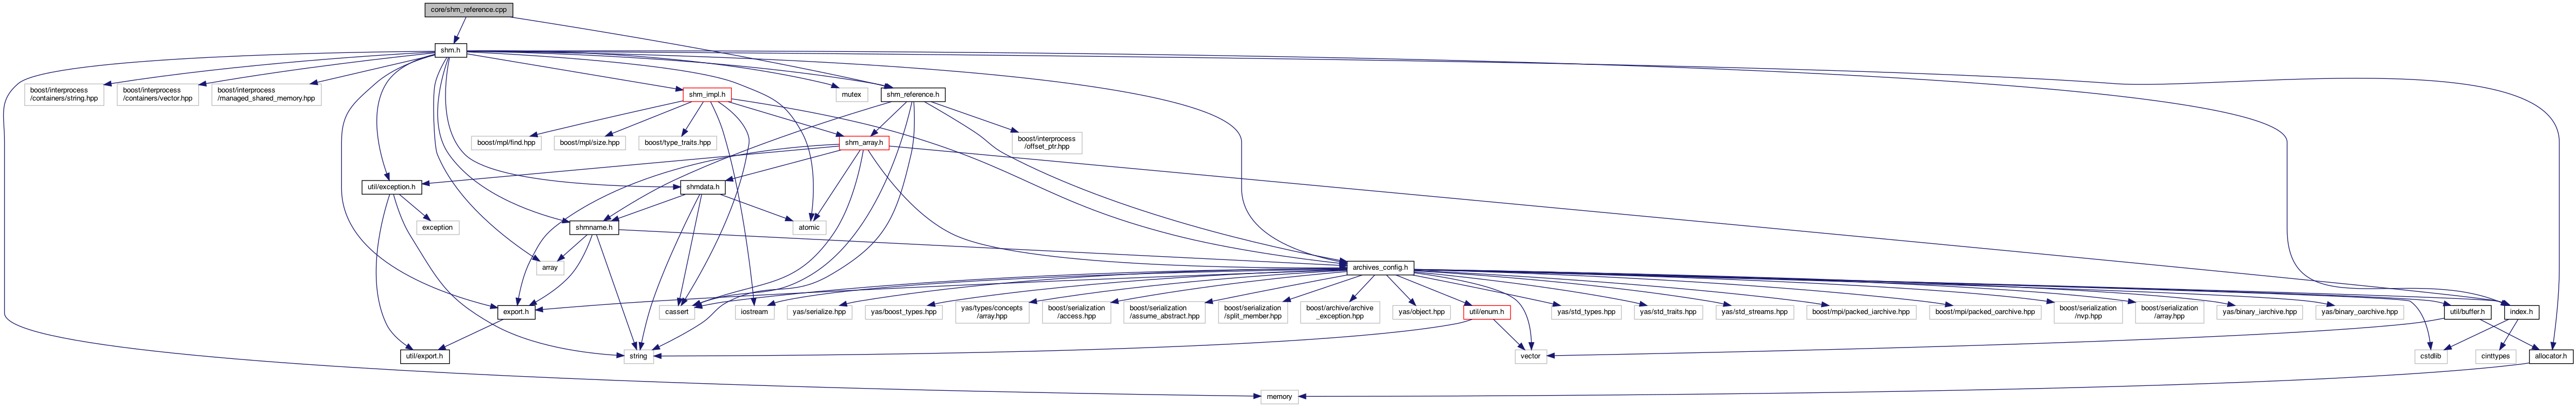 core/shm_reference.cpp
shm.h
boost/interprocess
/containers/string.hpp
boost/interprocess
/containers/vector.hpp
boost/interprocess
/managed_shared_memory.hpp
shm_impl.h
mutex
shm_reference.h
boost/mpl/find.hpp
boost/mpl/size.hpp
boost/type_traits.hpp
shm_array.h
boost/interprocess
/offset_ptr.hpp
util/exception.h
shmdata.h
exception
shmname.h
atomic
array
archives_config.h
export.h
cassert
iostream
yas/serialize.hpp
yas/boost_types.hpp
yas/types/concepts
/array.hpp
boost/serialization
/access.hpp
boost/serialization
/assume_abstract.hpp
boost/serialization
/split_member.hpp
boost/archive/archive
_exception.hpp
yas/object.hpp
util/enum.h
yas/std_types.hpp
yas/std_traits.hpp
yas/std_streams.hpp
boost/mpi/packed_iarchive.hpp
boost/mpi/packed_oarchive.hpp
boost/serialization
/nvp.hpp
boost/serialization
/array.hpp
yas/binary_iarchive.hpp
yas/binary_oarchive.hpp
util/buffer.h
index.h
util/export.h
string
vector
cstdlib
cinttypes
allocator.h
memory